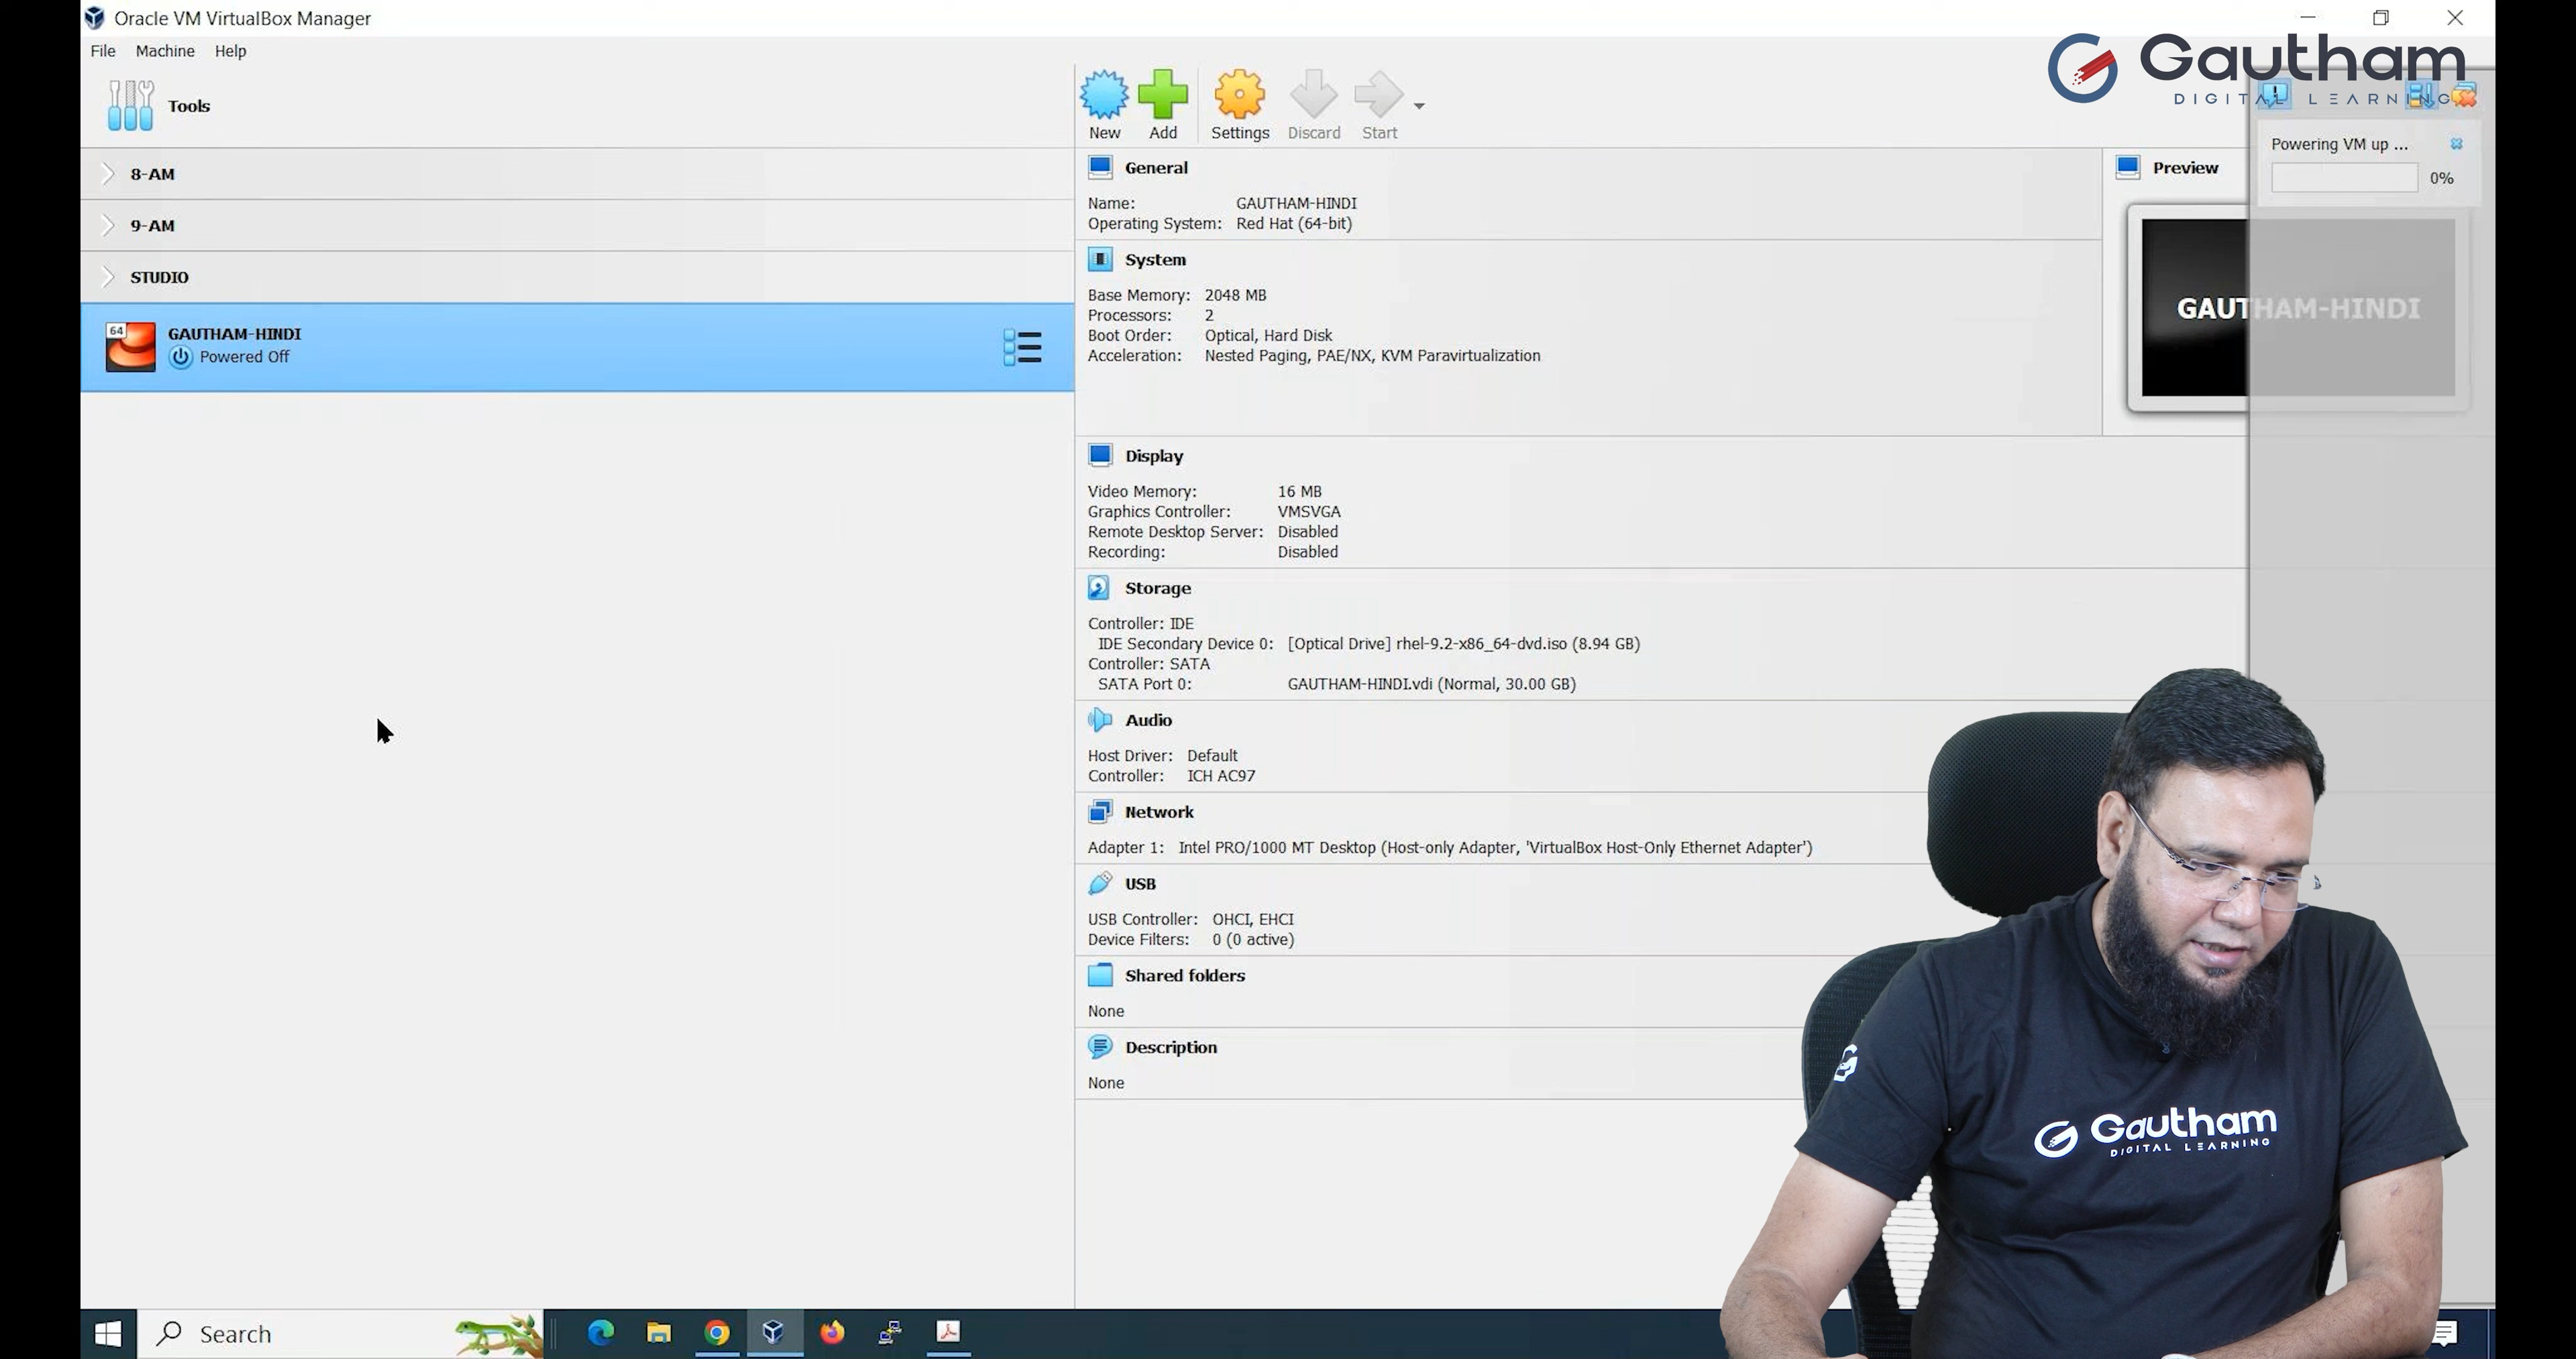 Oracle VM VirtualBox Manager
File Machine Help
Gautham
DIGITAL LEARNING
Tools
New Add Settings Discard Start
Powering VM up ...
0%
8-AM
9-AM
STUDIO
GAUTHAM-HINDI
Powered Off
64
General
Name: GAUTHAM-HINDI
Operating System: Red Hat (64-bit)
Preview
GAUTHAM-HINDI
System
Base Memory: 2048 MB
Processors: 2
Boot Order: Optical, Hard Disk
Acceleration: Nested Paging, PAE/NX, KVM Paravirtualization
Display
Video Memory: 16 MB
Graphics Controller: VMSVGA
Remote Desktop Server: Disabled
Recording: Disabled
Storage
Controller: IDE
IDE Secondary Device 0: [Optical Drive] rhel-9.2-x86_64-dvd.iso (8.94 GB)
Controller: SATA
SATA Port 0: GAUTHAM-HINDI.vdi (Normal, 30.00 GB)
Audio
Host Driver: Default
Controller: ICH AC97
Network
Adapter 1: Intel PRO/1000 MT Desktop (Host-only Adapter, 'VirtualBox Host-Only Ethernet Adapter')
USB
USB Controller: OHCI, EHCI
Device Filters: 0 (0 active)
Shared folders
None
Description
None
Gautham
DIGITAL LEARNING
Search